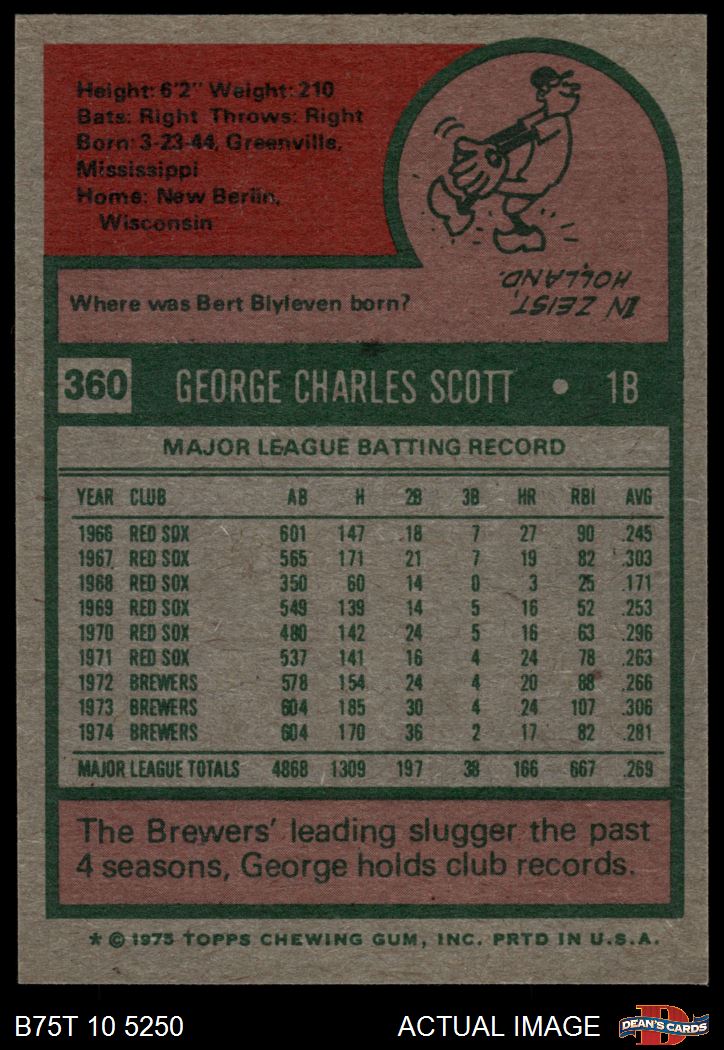 Height: 6'2" Weight: 210
Bats: Right Throws: Right
Born: 3-23-44, Greenville,
Mississippi
Home: New Berlin,
Wisconsin
Where was Bert Blyleven born?
IN ZEIST,
HOLLAND.
360 GEORGE CHARLES SCOTT • 1B
MAJOR LEAGUE BATTING RECORD
YEAR CLUB AB H 2B 3B HR RBI AVG
1966 RED SOX 601 147 18 7 27 90 .245
1967 RED SOX 565 171 21 7 19 82 .303
1968 RED SOX 350 60 14 0 3 25 .171
1969 RED SOX 549 139 14 5 16 52 .253
1970 RED SOX 480 142 24 5 16 63 .296
1971 RED SOX 537 141 16 4 24 78 .263
1972 BREWERS 578 154 24 4 20 88 .266
1973 BREWERS 604 185 30 4 24 107 .306
1974 BREWERS 604 170 36 2 17 82 .281
MAJOR LEAGUE TOTALS 4868 1309 197 38 166 667 .269
The Brewers' leading slugger the past
4 seasons, George holds club records.
* © 1975 TOPPS CHEWING GUM, INC. PRTD IN U.S.A.
B75T 10 5250 ACTUAL IMAGE D DEAN'S CARDS